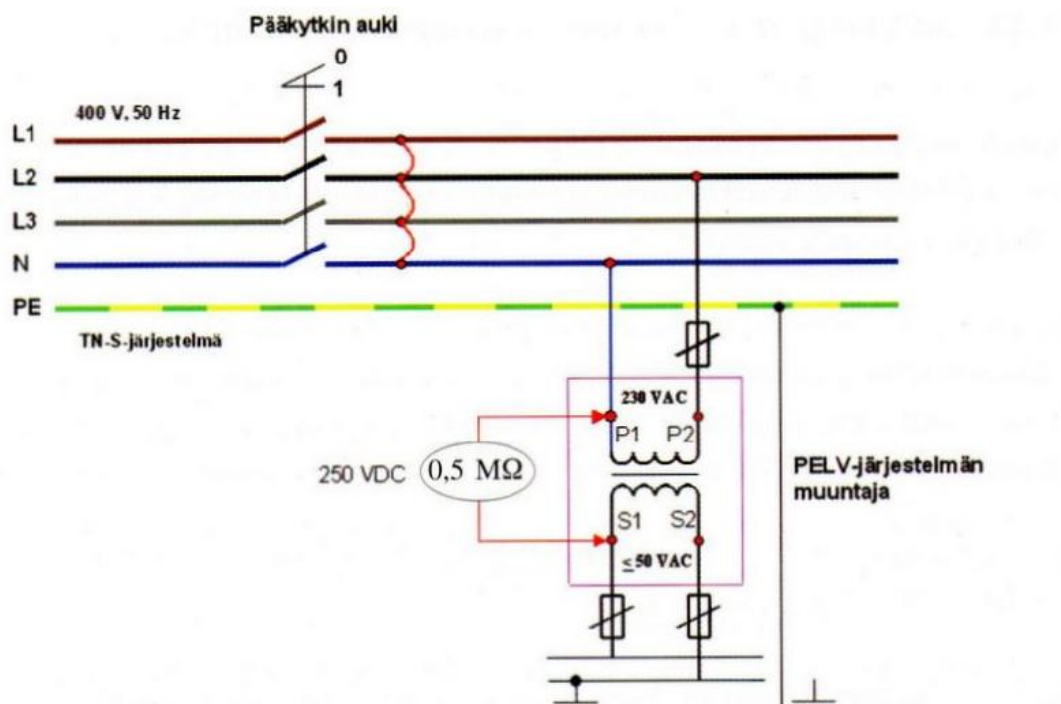 Pääkytkin auki
0
1
400 V, 50 Hz
L1
L2
L3
N
PE
TN-S-järjestelmä
230 VAC
P1 P2
250 VDC 0,5 MΩ
PELV-järjestelmän
muuntaja
S1 S2
≤ 50 VAC